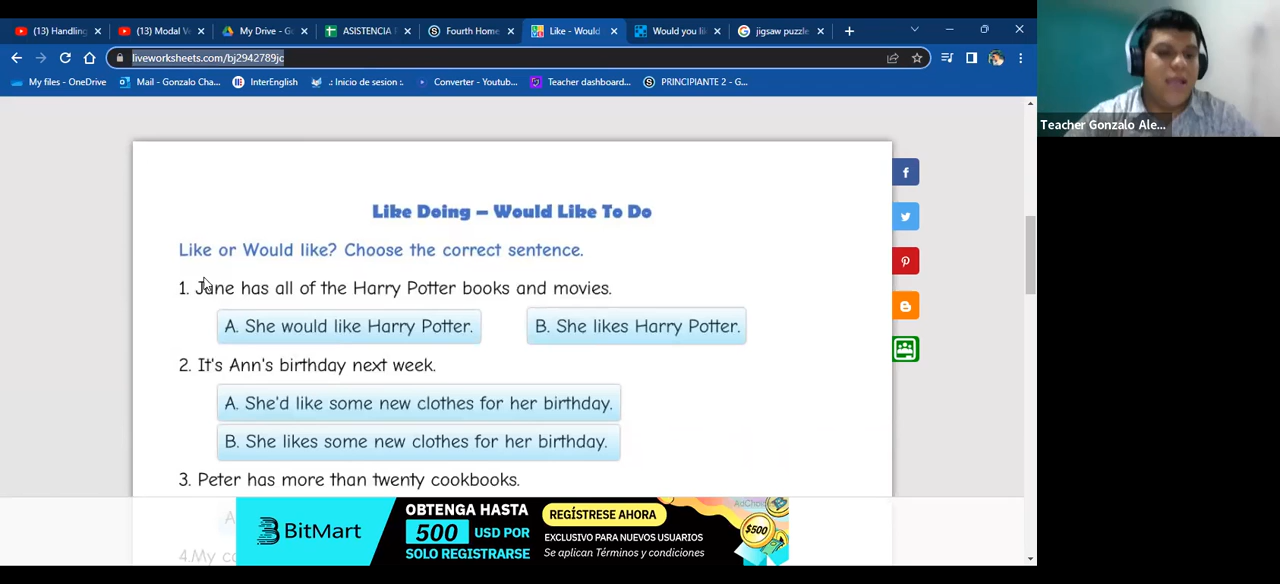 (13) Handling
(13) Modal V
My Drive - Go
ASISTENCIA
Fourth Home
Like - Would
Would you li
jigsaw puzzle
liveworksheets.com/bj2942789jc
My files - OneDrive
Mail - Gonzalo Cha...
InterEnglish
.: Inicio de sesion :.
Converter - Youtub...
Teacher dashboard...
PRINCIPIANTE 2 - G...
Teacher Gonzalo Ale...
Like Doing – Would Like To Do
Like or Would like? Choose the correct sentence.
1. Jane has all of the Harry Potter books and movies.
A. She would like Harry Potter.
B. She likes Harry Potter.
2. It's Ann's birthday next week.
A. She'd like some new clothes for her birthday.
B. She likes some new clothes for her birthday.
3. Peter has more than twenty cookbooks.
A
4.My co
BitMart
OBTENGA HASTA
500 USD POR
SOLO REGISTRARSE
REGÍSTRESE AHORA
EXCLUSIVO PARA NUEVOS USUARIOS
Se aplican Términos y condiciones
AdChoices
$500